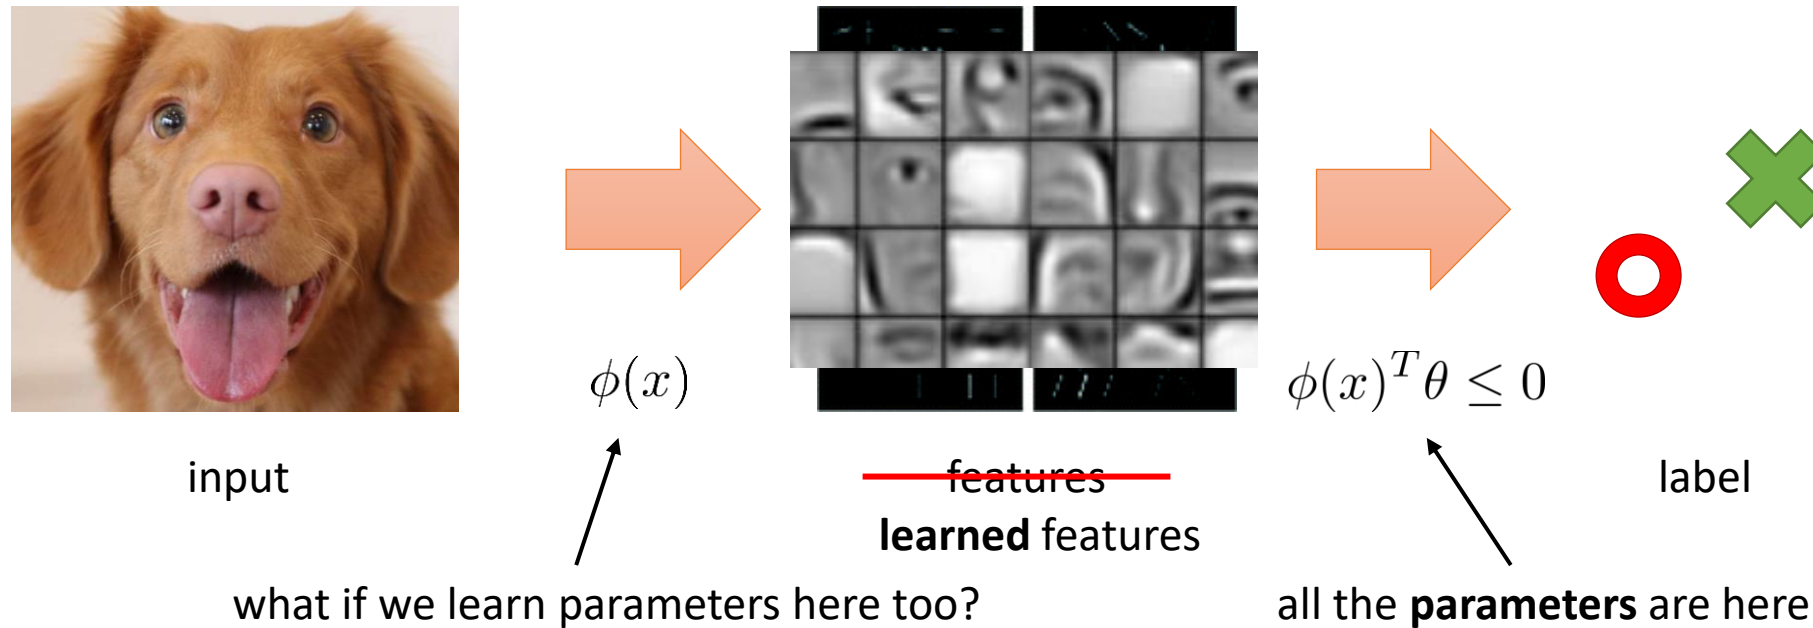 ϕ(x)
ϕ(x)^T θ ≤ 0
input
features
label
learned features
what if we learn parameters here too?
all the parameters are here